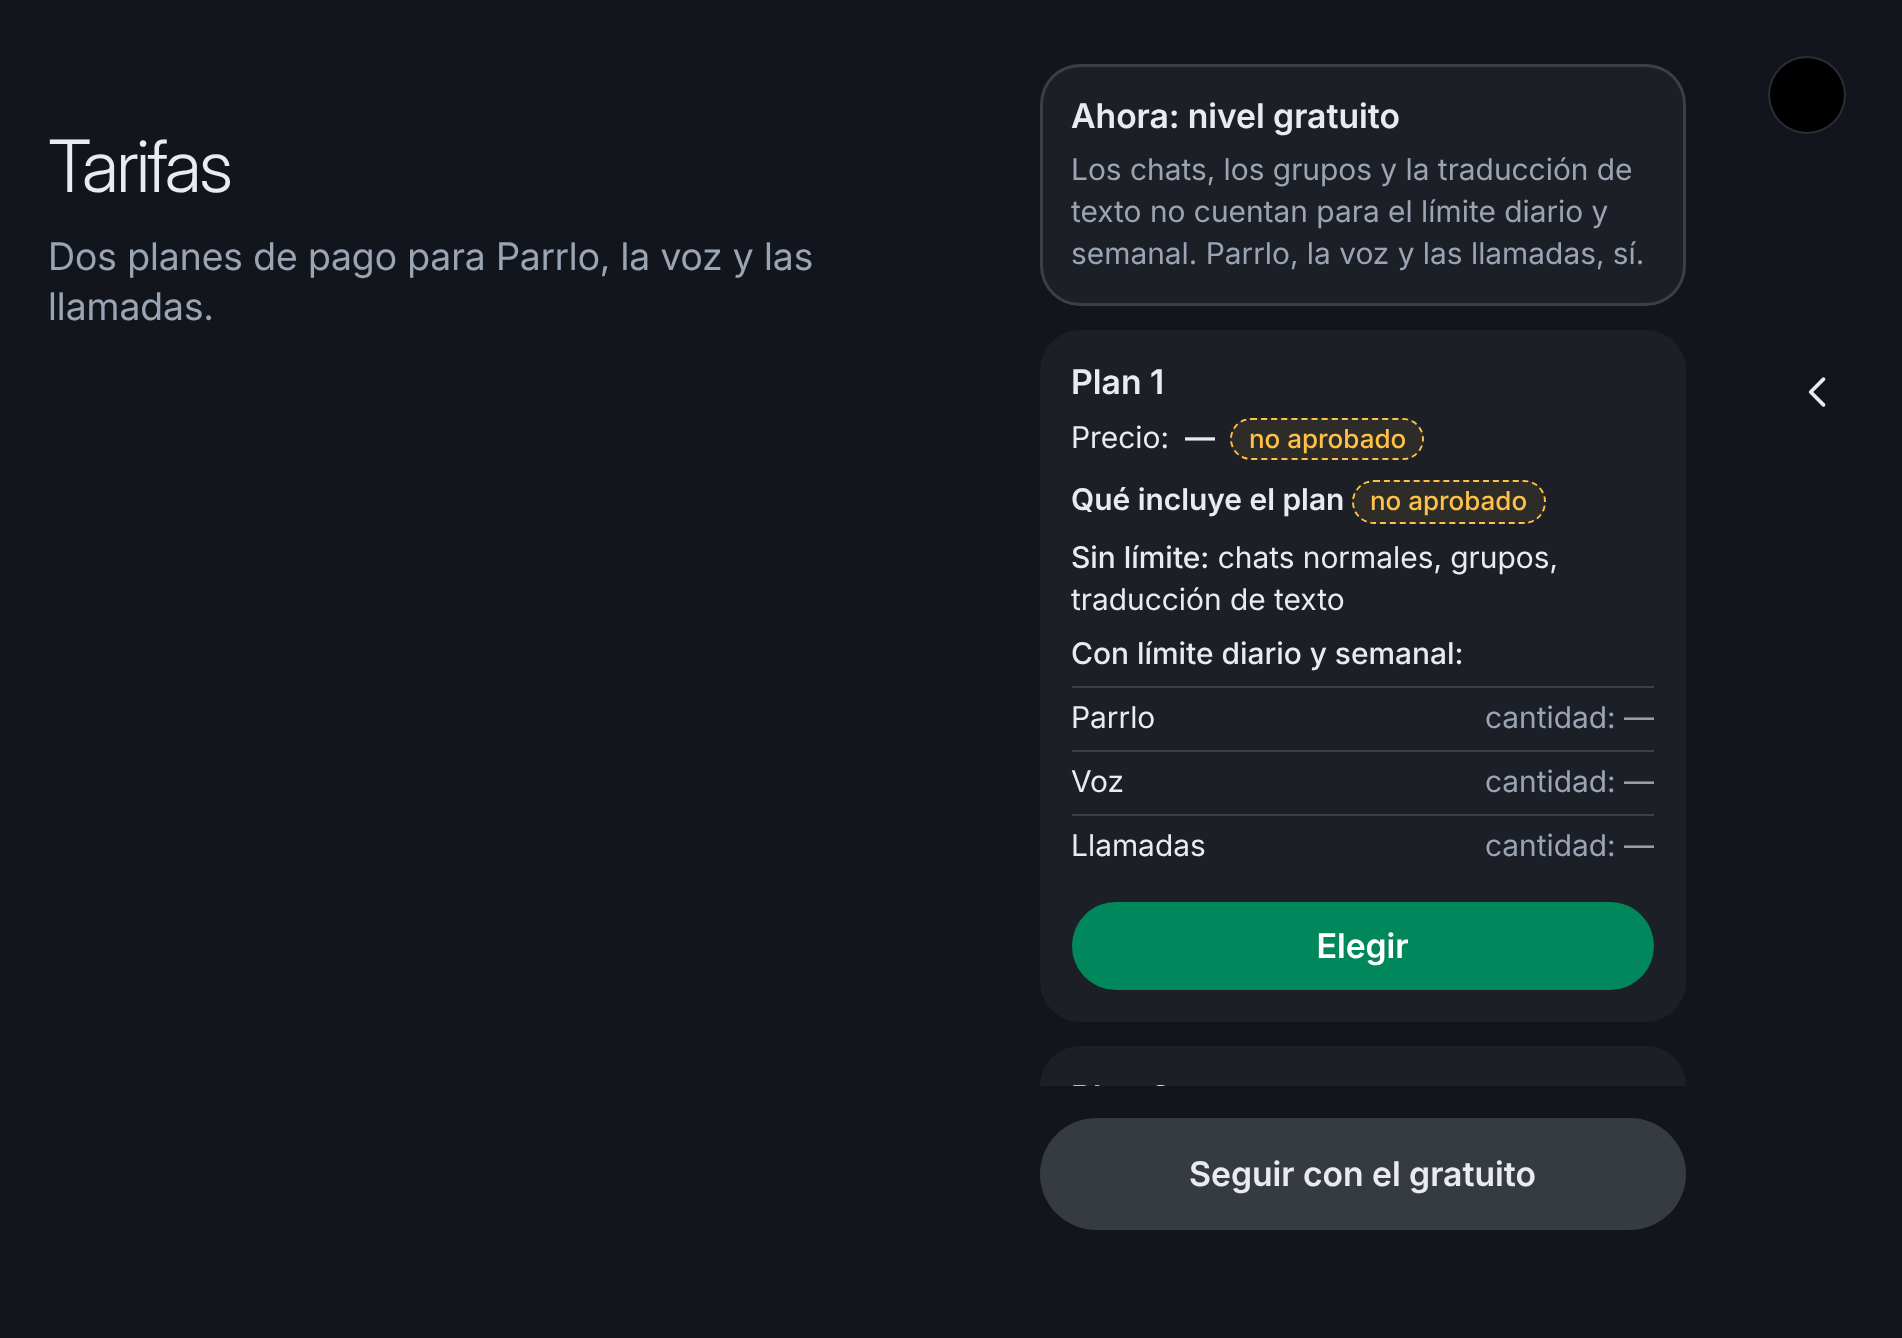 Tarifas
Dos planes de pago para Parrlo, la voz y las
llamadas.
Ahora: nivel gratuito
Los chats, los grupos y la traducción de
texto no cuentan para el límite diario y
semanal. Parrlo, la voz y las llamadas, sí.
Plan 1
Precio: — no aprobado
Qué incluye el plan no aprobado
Sin límite: chats normales, grupos,
traducción de texto
Con límite diario y semanal:
Parrlo cantidad: —
Voz cantidad: —
Llamadas cantidad: —
Elegir
Seguir con el gratuito